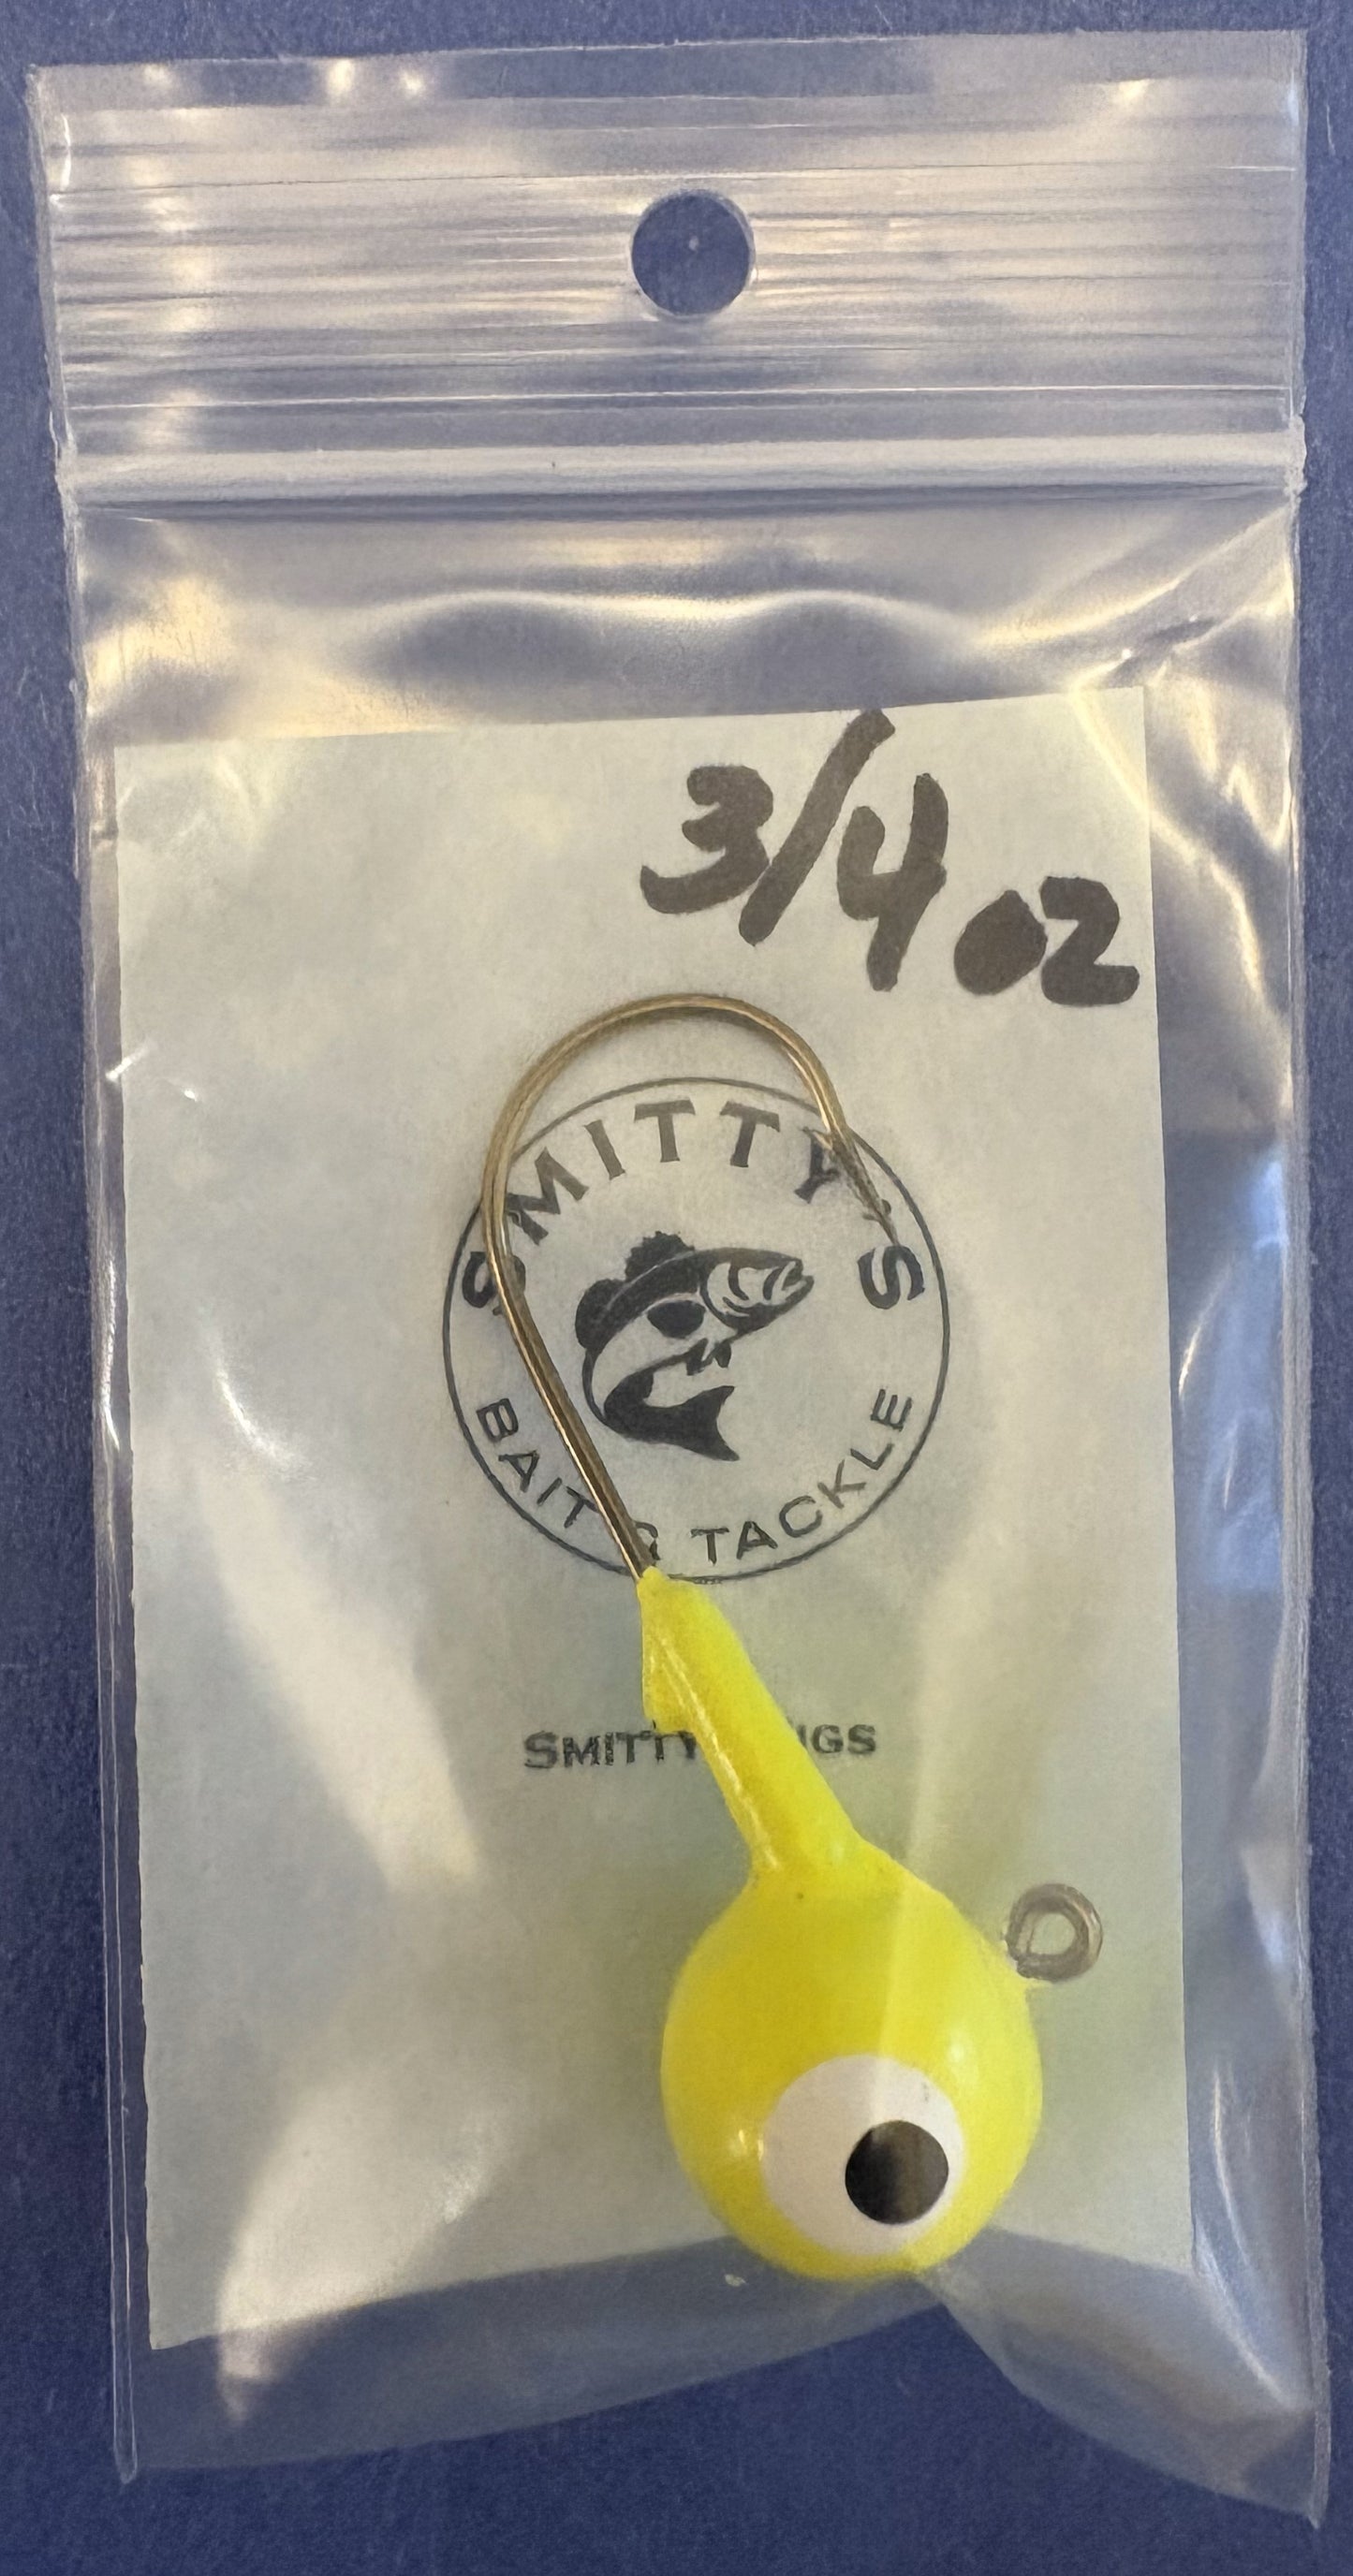 3/4 oz
SMITTY'S
BAIT & TACKLE
SMITTY